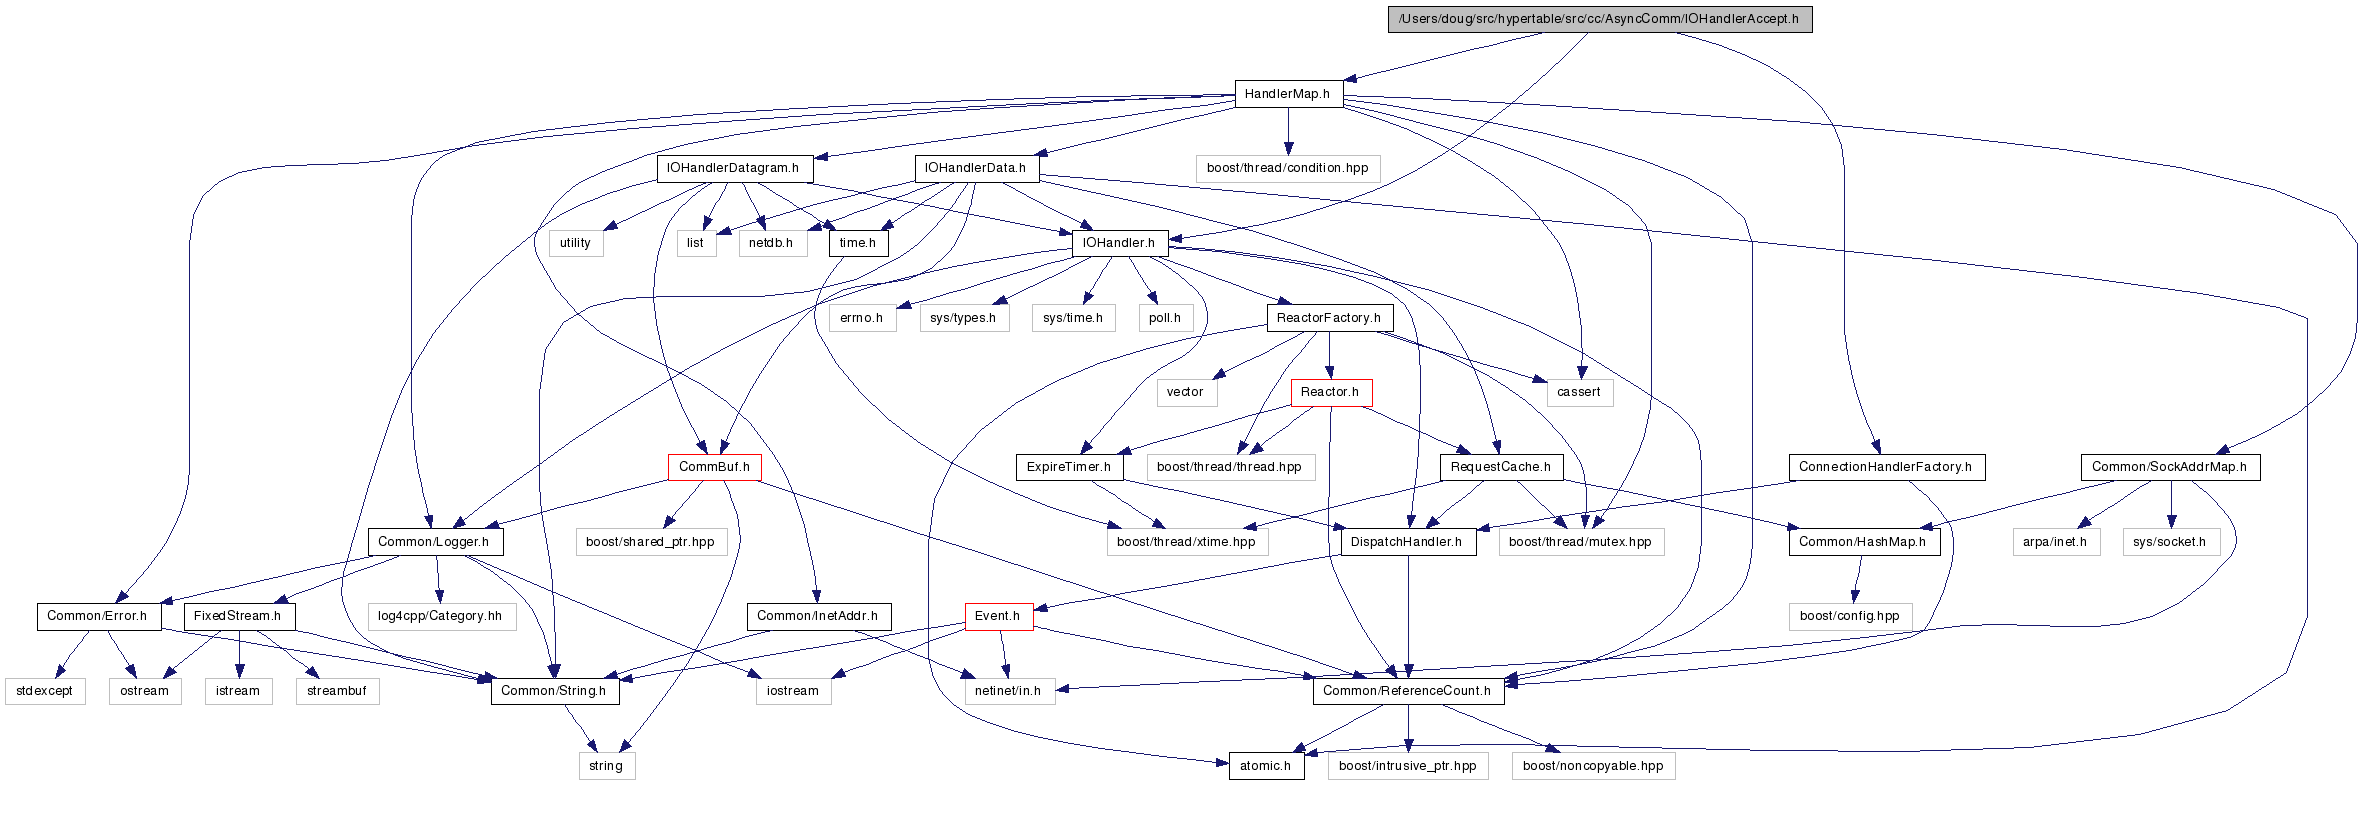 /Users/doug/src/hypertable/src/cc/AsyncComm/IOHandlerAccept.h
HandlerMap.h
IOHandlerDatagram.h
IOHandlerData.h
boost/thread/condition.hpp
utility
list
netdb.h
time.h
IOHandler.h
errno.h
sys/types.h
sys/time.h
poll.h
ReactorFactory.h
vector
Reactor.h
cassert
CommBuf.h
ExpireTimer.h
boost/thread/thread.hpp
RequestCache.h
ConnectionHandlerFactory.h
Common/SockAddrMap.h
Common/Logger.h
boost/shared_ptr.hpp
boost/thread/xtime.hpp
DispatchHandler.h
boost/thread/mutex.hpp
Common/HashMap.h
arpa/inet.h
sys/socket.h
Common/Error.h
FixedStream.h
log4cpp/Category.hh
Common/InetAddr.h
Event.h
boost/config.hpp
stdexcept
ostream
istream
streambuf
Common/String.h
iostream
netinet/in.h
Common/ReferenceCount.h
string
atomic.h
boost/intrusive_ptr.hpp
boost/noncopyable.hpp